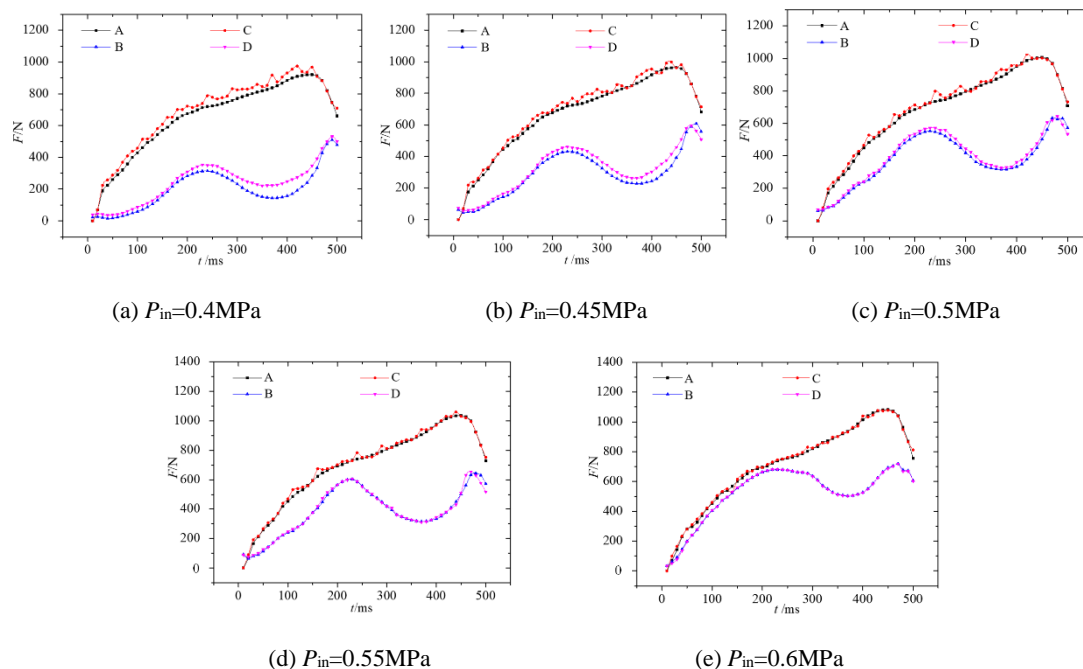 1200
1000
800
600
400
200
0
F/N
A
B
C
D
0 100 200 300 400 500
t /ms
(a) Pin=0.4MPa
1200
1000
800
600
400
200
0
F/N
A
B
C
D
0 100 200 300 400 500
t /ms
(b) Pin=0.45MPa
1200
1000
800
600
400
200
0
F/N
A
B
C
D
0 100 200 300 400 500
t /ms
(c) Pin=0.5MPa
1400
1200
1000
800
600
400
200
0
F/N
A
B
C
D
0 100 200 300 400 500
t/ms
(d) Pin=0.55MPa
1400
1200
1000
800
600
400
200
0
F/N
A
B
C
D
0 100 200 300 400 500
t/ms
(e) Pin=0.6MPa